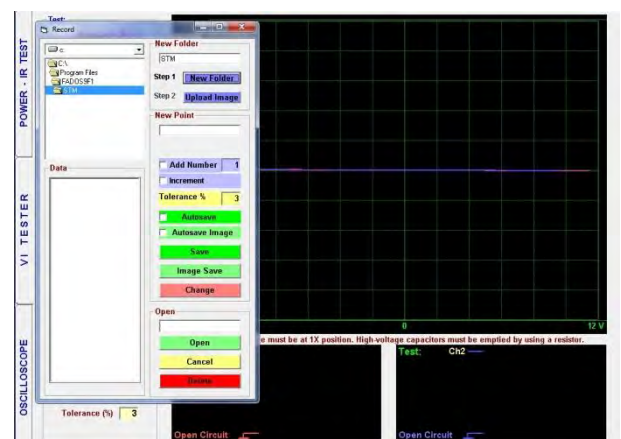 Test:
Record
POWER - IR TEST
VI TESTER
OSCILLOSCOPE
c:
C:\
Program Files
FADOS9F1
STM
Data
New Folder
STM
Step 1 New Folder
Step 2 Upload Image
New Point
Add Number 1
Increment
Tolerance % 3
Autosave
Autosave Image
Save
Image Save
Change
Open
Open
Cancel
Delete
0 12 V
e must be at 1X position. High-voltage capacitors must be emptied by using a resistor.
Test: Ch2
Tolerance (%) 3
Open Circuit
Open Circuit